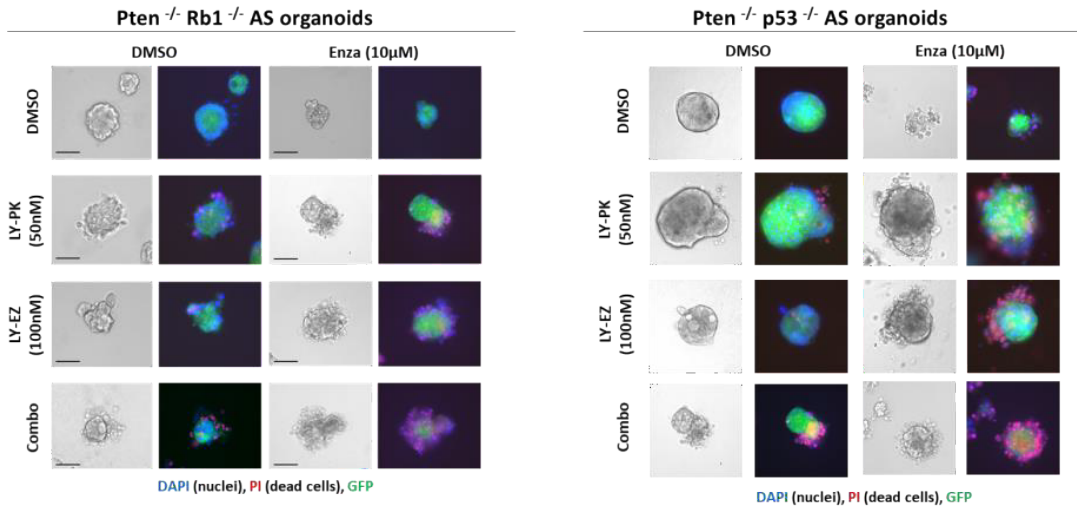 Pten -/- Rb1 -/- AS organoids
DMSO
Enza (10μM)
DMSO
LY-PK
(50nM)
LY-EZ
(100nM)
Combo
DAPI (nuclei), PI (dead cells), GFP
Pten -/- p53 -/- AS organoids
DMSO
Enza (10μM)
DMSO
LY-PK
(50nM)
LY-EZ
(100nM)
Combo
DAPI (nuclei), PI (dead cells), GFP